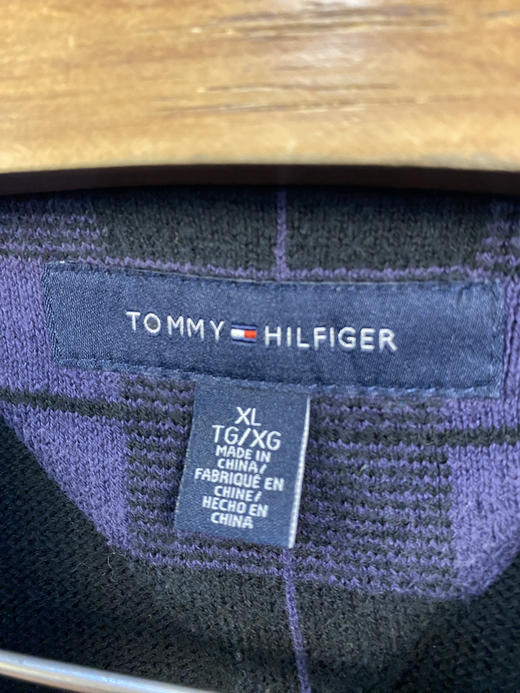 TOMMY HILFIGER
XL
TG/XG
MADE IN
CHINA/
FABRIQUÉ EN
CHINE/
HECHO EN
CHINA